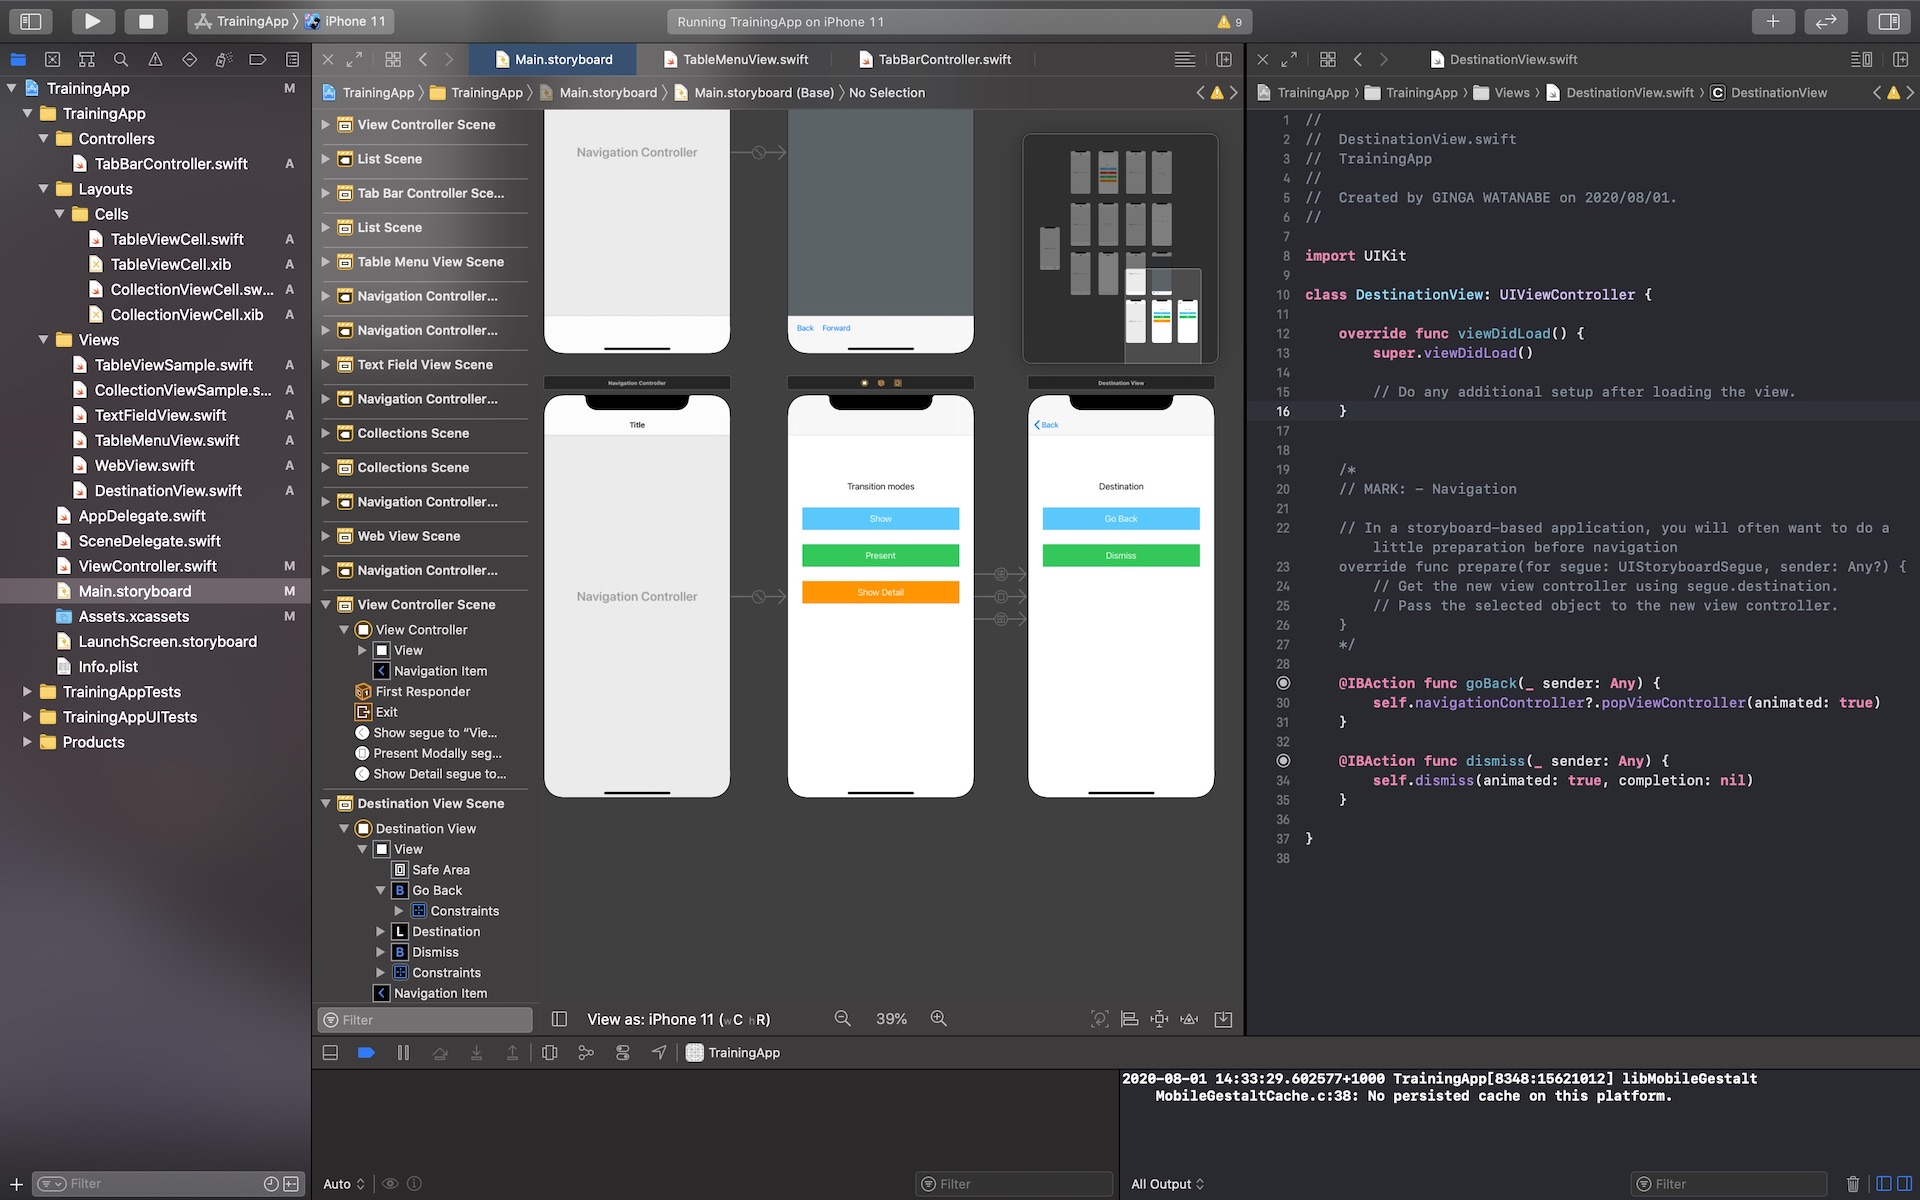 TrainingApp
iPhone 11
Running TrainingApp on iPhone 11
9
TrainingApp M
TrainingApp
Controllers
TabBarController.swift A
Layouts
Cells
TableViewCell.swift A
TableViewCell.xib A
CollectionViewCell.sw... A
CollectionViewCell.xib A
Views
TableViewSample.swift A
CollectionViewSample.s... A
TextFieldView.swift A
TableMenuView.swift A
WebView.swift A
DestinationView.swift A
AppDelegate.swift
SceneDelegate.swift
ViewController.swift M
Main.storyboard M
Assets.xcassets M
LaunchScreen.storyboard
Info.plist
TrainingAppTests
TrainingAppUITests
Products
Filter
Main.storyboard
TableMenuView.swift
TabBarController.swift
TrainingApp
TrainingApp
Main.storyboard
Main.storyboard (Base)
No Selection
View Controller Scene
List Scene
Tab Bar Controller Sce...
List Scene
Table Menu View Scene
Navigation Controller...
Navigation Controller...
Text Field View Scene
Navigation Controller...
Collections Scene
Collections Scene
Navigation Controller...
Web View Scene
Navigation Controller...
View Controller Scene
View Controller
View
Navigation Item
First Responder
Exit
Show segue to “Vie...
Present Modally seg...
Show Detail segue to...
Destination View Scene
Destination View
View
Safe Area
B Go Back
Constraints
L Destination
B Dismiss
Constraints
Navigation Item
Filter
Navigation Controller
Back Forward
Navigation Controller
Title
Navigation Controller
Transition modes
Show
Present
Show Detail
Destination View
Back
Destination
Go Back
Dismiss
View as: iPhone 11 (wC hR)
39%
DestinationView.swift
TrainingApp
TrainingApp
Views
DestinationView.swift
C DestinationView
1 //
2 //  DestinationView.swift
3 //  TrainingApp
4 //
5 //  Created by GINGA WATANABE on 2020/08/01.
6 //
7
8 import UIKit
9
10 class DestinationView: UIViewController {
11
12 override func viewDidLoad() {
13 super.viewDidLoad()
14
15 // Do any additional setup after loading the view.
16 }
17
18
19 /*
20 // MARK: - Navigation
21
22 // In a storyboard-based application, you will often want to do a
little preparation before navigation
23 override func prepare(for segue: UIStoryboardSegue, sender: Any?) {
24 // Get the new view controller using segue.destination.
25 // Pass the selected object to the new view controller.
26 }
27 */
28
@IBAction func goBack(_ sender: Any) {
30 self.navigationController?.popViewController(animated: true)
31 }
32
@IBAction func dismiss(_ sender: Any) {
34 self.dismiss(animated: true, completion: nil)
35 }
36
37 }
38
TrainingApp
2020-08-01 14:33:29.602577+1000 TrainingApp[8348:15621012] libMobileGestalt
MobileGestaltCache.c:38: No persisted cache on this platform.
Auto
Filter
All Output
Filter